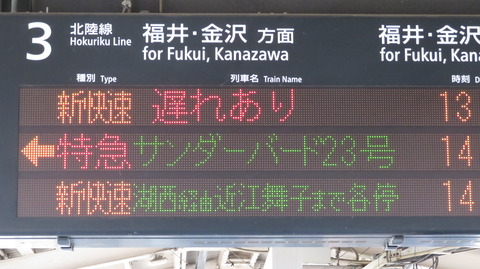 3 北陸線 Hokuriku Line 福井・金沢 方面 for Fukui, Kanazawa
福井・金沢 for Fukui, Kanazawa
種別 Type 列車名 Train Name 時刻
新快速 遅れあり 13
←特急 サンダーバード23号 14
新快速 湖西経由近江舞子まで各停 14